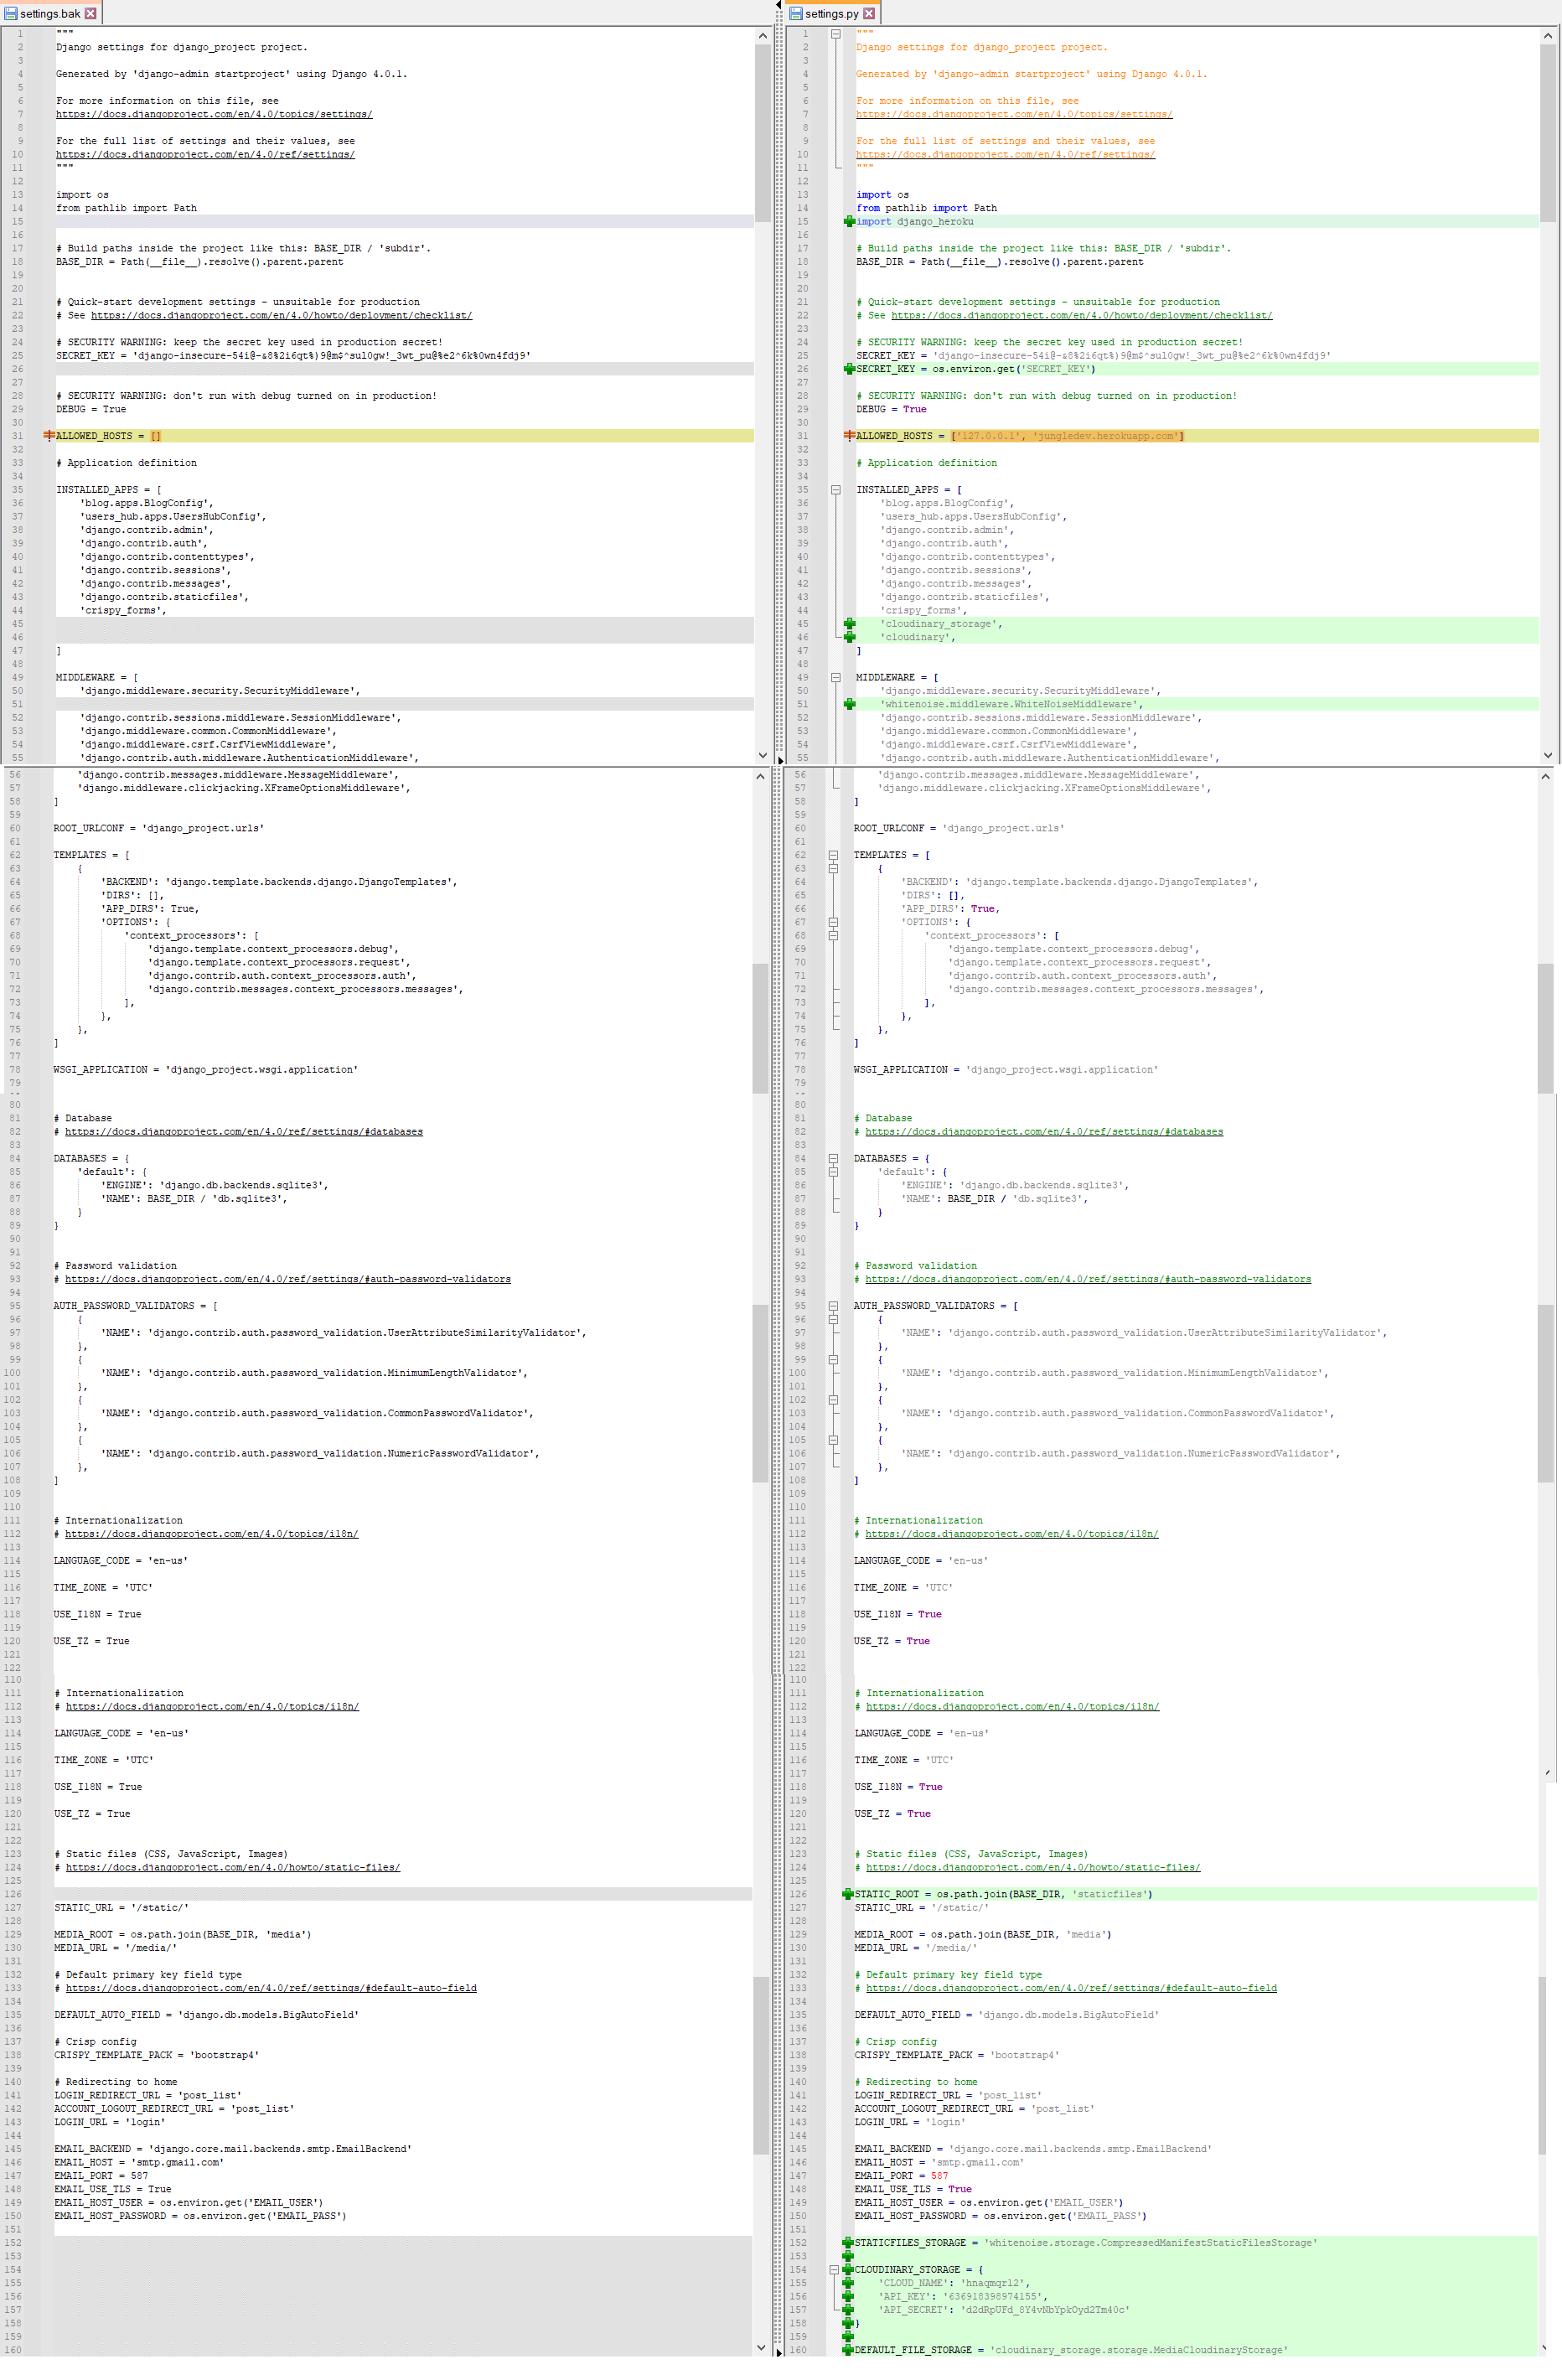 settings.bak
1 """
2 Django settings for django_project project.
3
4 Generated by 'django-admin startproject' using Django 4.0.1.
5
6 For more information on this file, see
7 https://docs.djangoproject.com/en/4.0/topics/settings/
8
9 For the full list of settings and their values, see
10 https://docs.djangoproject.com/en/4.0/ref/settings/
11 """
12
13 import os
14 from pathlib import Path
15
16
17 # Build paths inside the project like this: BASE_DIR / 'subdir'.
18 BASE_DIR = Path(__file__).resolve().parent.parent
19
20
21 # Quick-start development settings - unsuitable for production
22 # See https://docs.djangoproject.com/en/4.0/howto/deployment/checklist/
23
24 # SECURITY WARNING: keep the secret key used in production secret!
25 SECRET_KEY = 'django-insecure-54i@-&8%2i6qt%)9@m$^sul0gw!_3wt_pu@%e2^6k%0wn4fdj9'
26
27
28 # SECURITY WARNING: don't run with debug turned on in production!
29 DEBUG = True
30
31 ALLOWED_HOSTS = []
32
33 # Application definition
34
35 INSTALLED_APPS = [
36 'blog.apps.BlogConfig',
37 'users_hub.apps.UsersHubConfig',
38 'django.contrib.admin',
39 'django.contrib.auth',
40 'django.contrib.contenttypes',
41 'django.contrib.sessions',
42 'django.contrib.messages',
43 'django.contrib.staticfiles',
44 'crispy_forms',
45
46
47 ]
48
49 MIDDLEWARE = [
50 'django.middleware.security.SecurityMiddleware',
51
52 'django.contrib.sessions.middleware.SessionMiddleware',
53 'django.middleware.common.CommonMiddleware',
54 'django.middleware.csrf.CsrfViewMiddleware',
55 'django.contrib.auth.middleware.AuthenticationMiddleware',
56 'django.contrib.messages.middleware.MessageMiddleware',
57 'django.middleware.clickjacking.XFrameOptionsMiddleware',
58 ]
59
60 ROOT_URLCONF = 'django_project.urls'
61
62 TEMPLATES = [
63 {
64 'BACKEND': 'django.template.backends.django.DjangoTemplates',
65 'DIRS': [],
66 'APP_DIRS': True,
67 'OPTIONS': {
68 'context_processors': [
69 'django.template.context_processors.debug',
70 'django.template.context_processors.request',
71 'django.contrib.auth.context_processors.auth',
72 'django.contrib.messages.context_processors.messages',
73 ],
74 },
75 },
76 ]
77
78 WSGI_APPLICATION = 'django_project.wsgi.application'
79
80
81 # Database
82 # https://docs.djangoproject.com/en/4.0/ref/settings/#databases
83
84 DATABASES = {
85 'default': {
86 'ENGINE': 'django.db.backends.sqlite3',
87 'NAME': BASE_DIR / 'db.sqlite3',
88 }
89 }
90
91
92 # Password validation
93 # https://docs.djangoproject.com/en/4.0/ref/settings/#auth-password-validators
94
95 AUTH_PASSWORD_VALIDATORS = [
96 {
97 'NAME': 'django.contrib.auth.password_validation.UserAttributeSimilarityValidator',
98 },
99 {
100 'NAME': 'django.contrib.auth.password_validation.MinimumLengthValidator',
101 },
102 {
103 'NAME': 'django.contrib.auth.password_validation.CommonPasswordValidator',
104 },
105 {
106 'NAME': 'django.contrib.auth.password_validation.NumericPasswordValidator',
107 },
108 ]
109
110
111 # Internationalization
112 # https://docs.djangoproject.com/en/4.0/topics/i18n/
113
114 LANGUAGE_CODE = 'en-us'
115
116 TIME_ZONE = 'UTC'
117
118 USE_I18N = True
119
120 USE_TZ = True
121
122
110
111 # Internationalization
112 # https://docs.djangoproject.com/en/4.0/topics/i18n/
113
114 LANGUAGE_CODE = 'en-us'
115
116 TIME_ZONE = 'UTC'
117
118 USE_I18N = True
119
120 USE_TZ = True
121
122
123 # Static files (CSS, JavaScript, Images)
124 # https://docs.djangoproject.com/en/4.0/howto/static-files/
125
126
127 STATIC_URL = '/static/'
128
129 MEDIA_ROOT = os.path.join(BASE_DIR, 'media')
130 MEDIA_URL = '/media/'
131
132 # Default primary key field type
133 # https://docs.djangoproject.com/en/4.0/ref/settings/#default-auto-field
134
135 DEFAULT_AUTO_FIELD = 'django.db.models.BigAutoField'
136
137 # Crisp config
138 CRISPY_TEMPLATE_PACK = 'bootstrap4'
139
140 # Redirecting to home
141 LOGIN_REDIRECT_URL = 'post_list'
142 ACCOUNT_LOGOUT_REDIRECT_URL = 'post_list'
143 LOGIN_URL = 'login'
144
145 EMAIL_BACKEND = 'django.core.mail.backends.smtp.EmailBackend'
146 EMAIL_HOST = 'smtp.gmail.com'
147 EMAIL_PORT = 587
148 EMAIL_USE_TLS = True
149 EMAIL_HOST_USER = os.environ.get('EMAIL_USER')
150 EMAIL_HOST_PASSWORD = os.environ.get('EMAIL_PASS')
151
152
153
154
155
156
157
158
159
160
settings.py
1 """
2 Django settings for django_project project.
3
4 Generated by 'django-admin startproject' using Django 4.0.1.
5
6 For more information on this file, see
7 https://docs.djangoproject.com/en/4.0/topics/settings/
8
9 For the full list of settings and their values, see
10 https://docs.djangoproject.com/en/4.0/ref/settings/
11 """
12
13 import os
14 from pathlib import Path
15 import django_heroku
16
17 # Build paths inside the project like this: BASE_DIR / 'subdir'.
18 BASE_DIR = Path(__file__).resolve().parent.parent
19
20
21 # Quick-start development settings - unsuitable for production
22 # See https://docs.djangoproject.com/en/4.0/howto/deployment/checklist/
23
24 # SECURITY WARNING: keep the secret key used in production secret!
25 SECRET_KEY = 'django-insecure-54i@-&8%2i6qt%)9@m$^sul0gw!_3wt_pu@%e2^6k%0wn4fdj9'
26 SECRET_KEY = os.environ.get('SECRET_KEY')
27
28 # SECURITY WARNING: don't run with debug turned on in production!
29 DEBUG = True
30
31 ALLOWED_HOSTS = ['127.0.0.1', 'jungledev.herokuapp.com']
32
33 # Application definition
34
35 INSTALLED_APPS = [
36 'blog.apps.BlogConfig',
37 'users_hub.apps.UsersHubConfig',
38 'django.contrib.admin',
39 'django.contrib.auth',
40 'django.contrib.contenttypes',
41 'django.contrib.sessions',
42 'django.contrib.messages',
43 'django.contrib.staticfiles',
44 'crispy_forms',
45 'cloudinary_storage',
46 'cloudinary',
47 ]
48
49 MIDDLEWARE = [
50 'django.middleware.security.SecurityMiddleware',
51 'whitenoise.middleware.WhiteNoiseMiddleware',
52 'django.contrib.sessions.middleware.SessionMiddleware',
53 'django.middleware.common.CommonMiddleware',
54 'django.middleware.csrf.CsrfViewMiddleware',
55 'django.contrib.auth.middleware.AuthenticationMiddleware',
56 'django.contrib.messages.middleware.MessageMiddleware',
57 'django.middleware.clickjacking.XFrameOptionsMiddleware',
58 ]
59
60 ROOT_URLCONF = 'django_project.urls'
61
62 TEMPLATES = [
63 {
64 'BACKEND': 'django.template.backends.django.DjangoTemplates',
65 'DIRS': [],
66 'APP_DIRS': True,
67 'OPTIONS': {
68 'context_processors': [
69 'django.template.context_processors.debug',
70 'django.template.context_processors.request',
71 'django.contrib.auth.context_processors.auth',
72 'django.contrib.messages.context_processors.messages',
73 ],
74 },
75 },
76 ]
77
78 WSGI_APPLICATION = 'django_project.wsgi.application'
79
80
81 # Database
82 # https://docs.djangoproject.com/en/4.0/ref/settings/#databases
83
84 DATABASES = {
85 'default': {
86 'ENGINE': 'django.db.backends.sqlite3',
87 'NAME': BASE_DIR / 'db.sqlite3',
88 }
89 }
90
91
92 # Password validation
93 # https://docs.djangoproject.com/en/4.0/ref/settings/#auth-password-validators
94
95 AUTH_PASSWORD_VALIDATORS = [
96 {
97 'NAME': 'django.contrib.auth.password_validation.UserAttributeSimilarityValidator',
98 },
99 {
100 'NAME': 'django.contrib.auth.password_validation.MinimumLengthValidator',
101 },
102 {
103 'NAME': 'django.contrib.auth.password_validation.CommonPasswordValidator',
104 },
105 {
106 'NAME': 'django.contrib.auth.password_validation.NumericPasswordValidator',
107 },
108 ]
109
110
111 # Internationalization
112 # https://docs.djangoproject.com/en/4.0/topics/i18n/
113
114 LANGUAGE_CODE = 'en-us'
115
116 TIME_ZONE = 'UTC'
117
118 USE_I18N = True
119
120 USE_TZ = True
121
122
110
111 # Internationalization
112 # https://docs.djangoproject.com/en/4.0/topics/i18n/
113
114 LANGUAGE_CODE = 'en-us'
115
116 TIME_ZONE = 'UTC'
117
118 USE_I18N = True
119
120 USE_TZ = True
121
122
123 # Static files (CSS, JavaScript, Images)
124 # https://docs.djangoproject.com/en/4.0/howto/static-files/
125
126 STATIC_ROOT = os.path.join(BASE_DIR, 'staticfiles')
127 STATIC_URL = '/static/'
128
129 MEDIA_ROOT = os.path.join(BASE_DIR, 'media')
130 MEDIA_URL = '/media/'
131
132 # Default primary key field type
133 # https://docs.djangoproject.com/en/4.0/ref/settings/#default-auto-field
134
135 DEFAULT_AUTO_FIELD = 'django.db.models.BigAutoField'
136
137 # Crisp config
138 CRISPY_TEMPLATE_PACK = 'bootstrap4'
139
140 # Redirecting to home
141 LOGIN_REDIRECT_URL = 'post_list'
142 ACCOUNT_LOGOUT_REDIRECT_URL = 'post_list'
143 LOGIN_URL = 'login'
144
145 EMAIL_BACKEND = 'django.core.mail.backends.smtp.EmailBackend'
146 EMAIL_HOST = 'smtp.gmail.com'
147 EMAIL_PORT = 587
148 EMAIL_USE_TLS = True
149 EMAIL_HOST_USER = os.environ.get('EMAIL_USER')
150 EMAIL_HOST_PASSWORD = os.environ.get('EMAIL_PASS')
151
152 STATICFILES_STORAGE = 'whitenoise.storage.CompressedManifestStaticFilesStorage'
153
154 CLOUDINARY_STORAGE = {
155 'CLOUD_NAME': 'hnaqmqrl2',
156 'API_KEY': '636918398974155',
157 'API_SECRET': 'd2dRpUFd_8Y4vNbYpkOyd2Tm40c'
158 }
159
160 DEFAULT_FILE_STORAGE = 'cloudinary_storage.storage.MediaCloudinaryStorage'